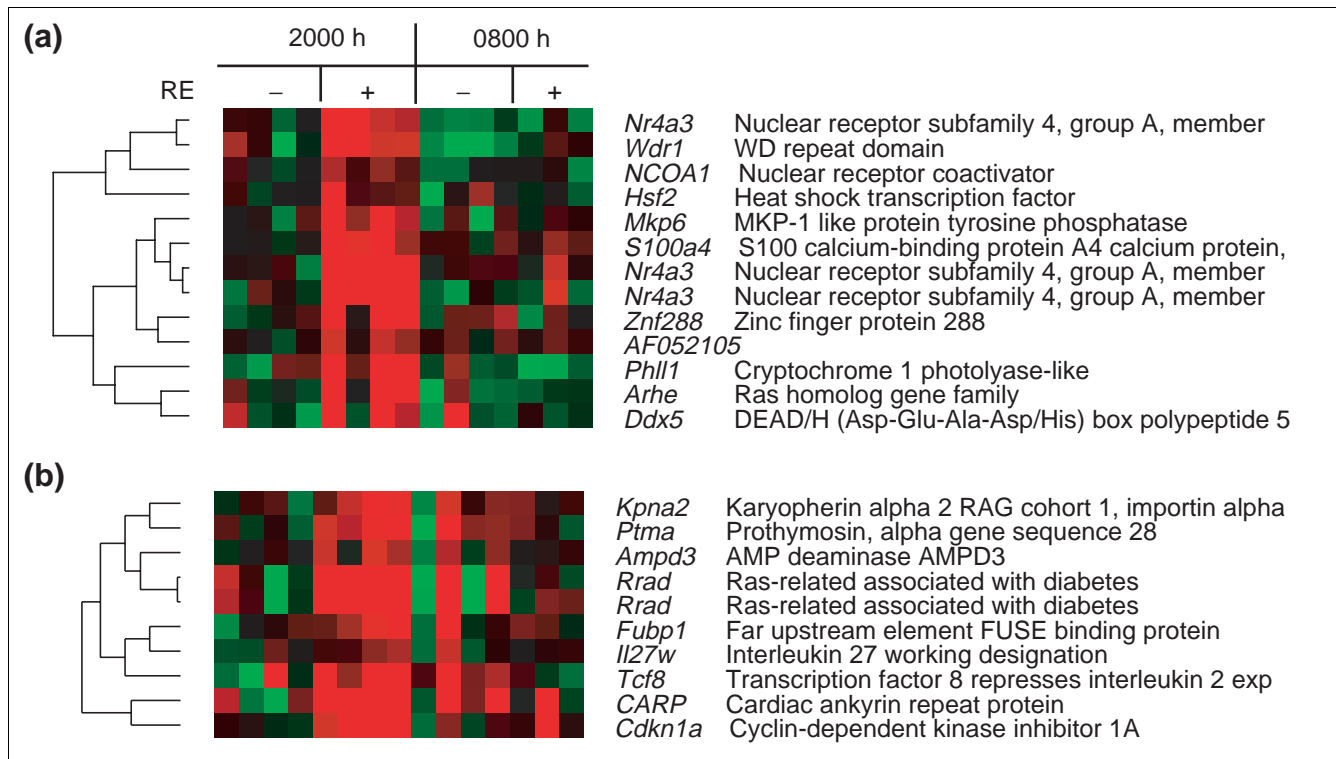 (a)
2000 h 0800 h
RE – + – +
Nr4a3 Nuclear receptor subfamily 4, group A, member
Wdr1 WD repeat domain
NCOA1 Nuclear receptor coactivator
Hsf2 Heat shock transcription factor
Mkp6 MKP-1 like protein tyrosine phosphatase
S100a4 S100 calcium-binding protein A4 calcium protein,
Nr4a3 Nuclear receptor subfamily 4, group A, member
Nr4a3 Nuclear receptor subfamily 4, group A, member
Znf288 Zinc finger protein 288
AF052105
Phll1 Cryptochrome 1 photolyase-like
Arhe Ras homolog gene family
Ddx5 DEAD/H (Asp-Glu-Ala-Asp/His) box polypeptide 5
(b)
Kpna2 Karyopherin alpha 2 RAG cohort 1, importin alpha
Ptma Prothymosin, alpha gene sequence 28
Ampd3 AMP deaminase AMPD3
Rrad Ras-related associated with diabetes
Rrad Ras-related associated with diabetes
Fubp1 Far upstream element FUSE binding protein
Il27w Interleukin 27 working designation
Tcf8 Transcription factor 8 represses interleukin 2 exp
CARP Cardiac ankyrin repeat protein
Cdkn1a Cyclin-dependent kinase inhibitor 1A